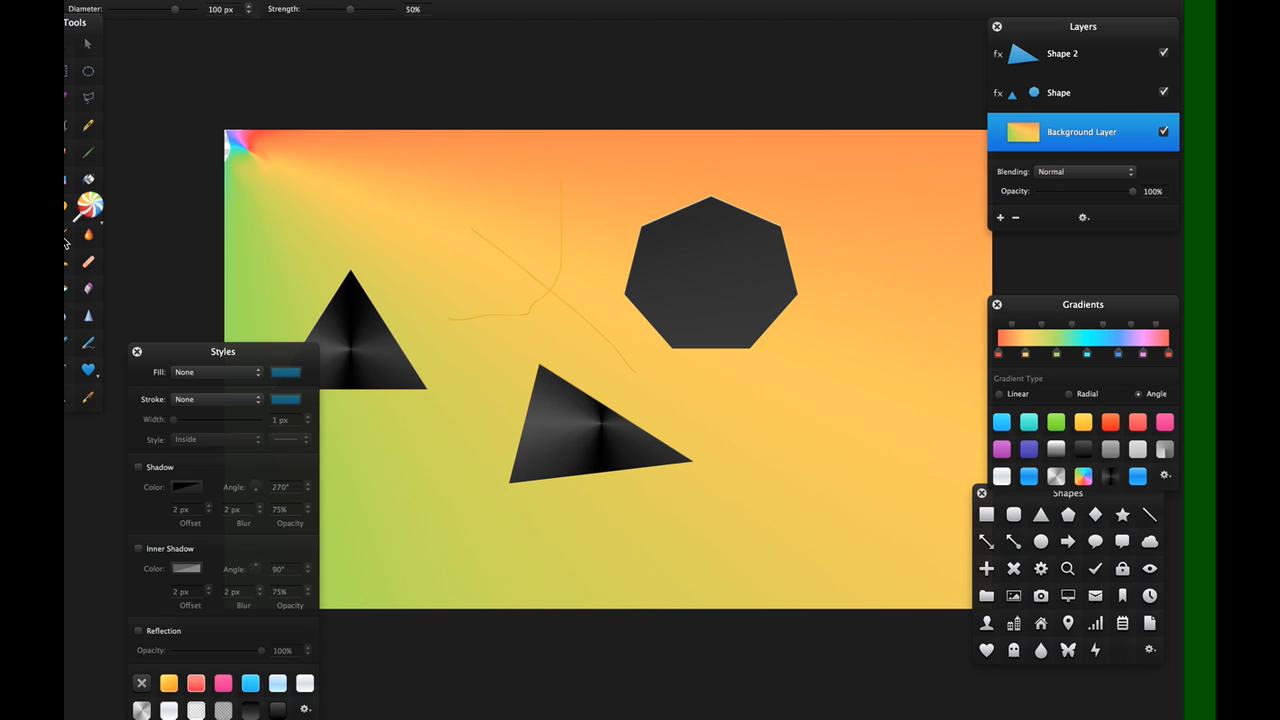 Diameter: 100 px Strength: 50%
Tools
Layers
fx Shape 2
fx Shape
Background Layer
Blending: Normal
Opacity: 100%
Gradients
Gradient Type
Linear Radial Angle
Shapes
Styles
Fill: None
Stroke: None
Width: 1 px
Style: Inside
Shadow
Color: Angle: 270°
2 px 2 px 75%
Offset Blur Opacity
Inner Shadow
Color: Angle: 90°
2 px 2 px 75%
Offset Blur Opacity
Reflection
Opacity: 100%